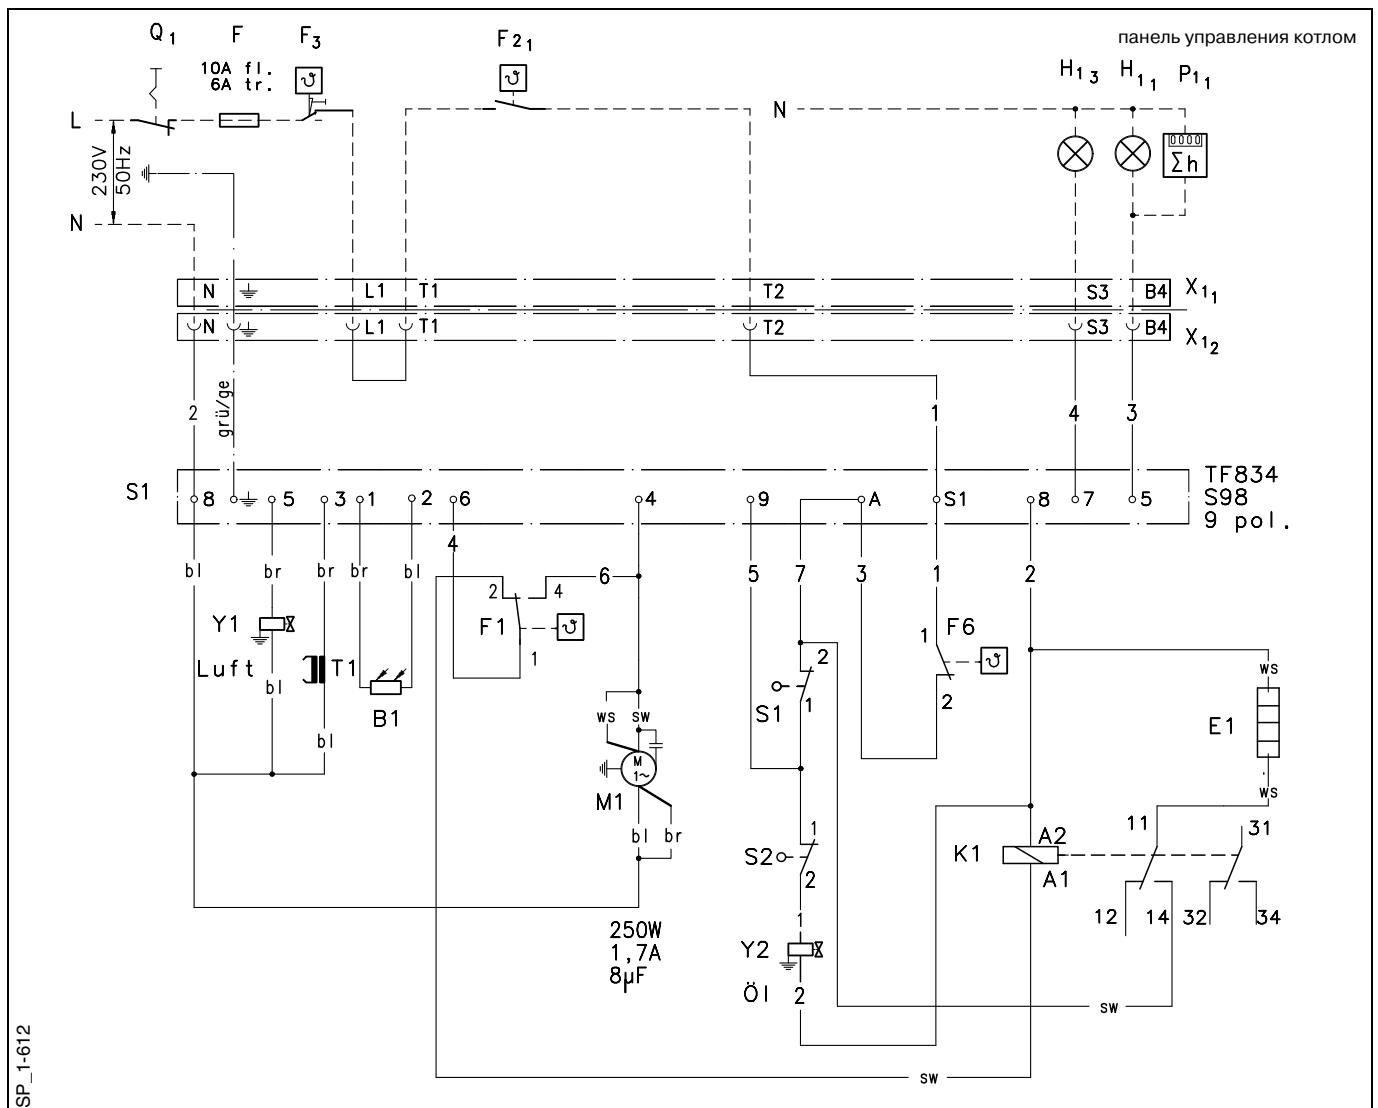 панель управления котлом
Q1 F F3 F21 H13 H11 P11
10A fl.
6A tr.
ϑ
ϑ
L
N
230V
50Hz
0000
Σh
N
N L1 T1 T2 S3 B4 X11
N L1 T1 T2 S3 B4 X12
2 grü/ge 1 4 3
S1 8 5 3 1 2 6 4 9 A S1 8 7 5
TF834
S98
9 pol.
4
bl br br br bl 6 5 7 3 1 2
2 4
Y1 F1 ϑ 1 F6
Luft T1 1 2 ϑ ws
bl S1 1 2
B1 E1
ws sw
bl
M
1~
M1 ws
bl br 1 11 31
S2 K1 A2
2 A1
12 14 32 34
1
250W
1,7A
8µF
Y2
Öl 2
sw
sw
SP_1-612